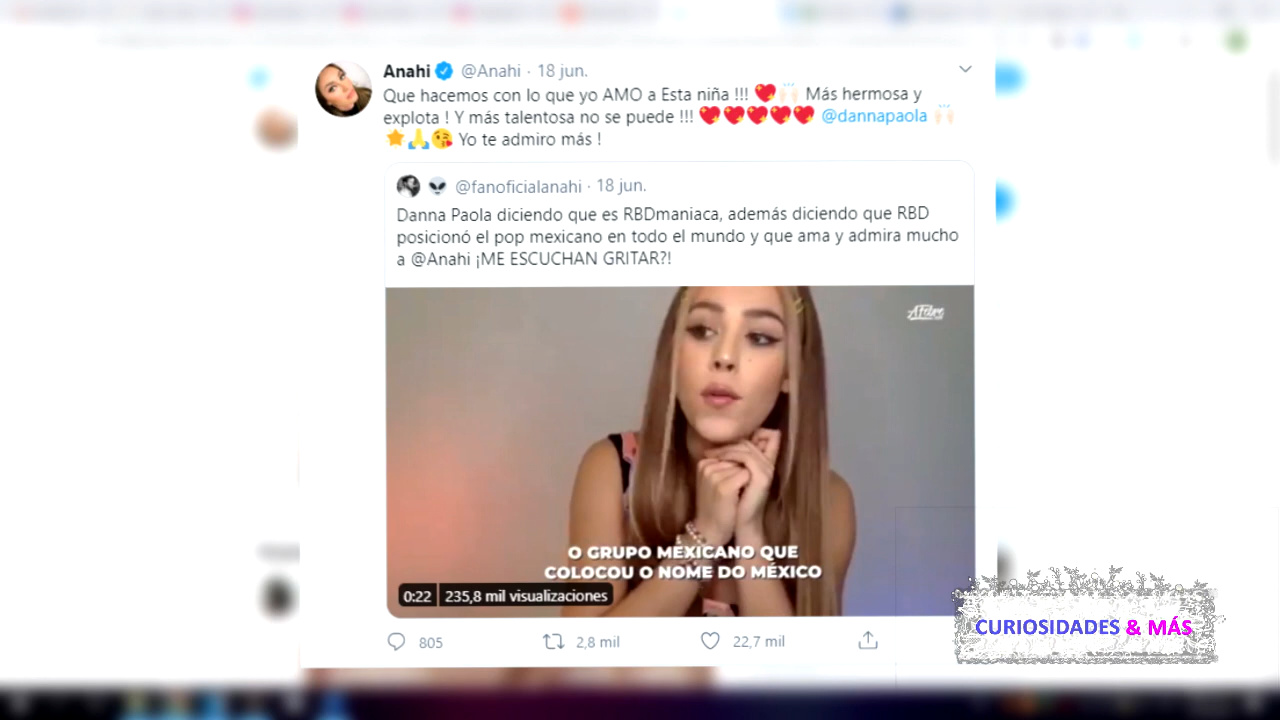 Anahi @Anahi · 18 jun.
Que hacemos con lo que yo AMO a Esta niña !!! 💖🙌🏻 Más hermosa y
explota ! Y más talentosa no se puede !!! 💖💖💖💖💖 @dannapaola 🙌🏻
⭐🙏😘 Yo te admiro más !
👽 @fanoficialanahi · 18 jun.
Danna Paola diciendo que es RBDmaniaca, además diciendo que RBD
posicionó el pop mexicano en todo el mundo y que ama y admira mucho
a @Anahi ¡ME ESCUCHAN GRITAR?!
O GRUPO MEXICANO QUE
COLOCOU O NOME DO MÉXICO
0:22 235,8 mil visualizaciones
805 2,8 mil 22,7 mil
CURIOSIDADES & MÁS